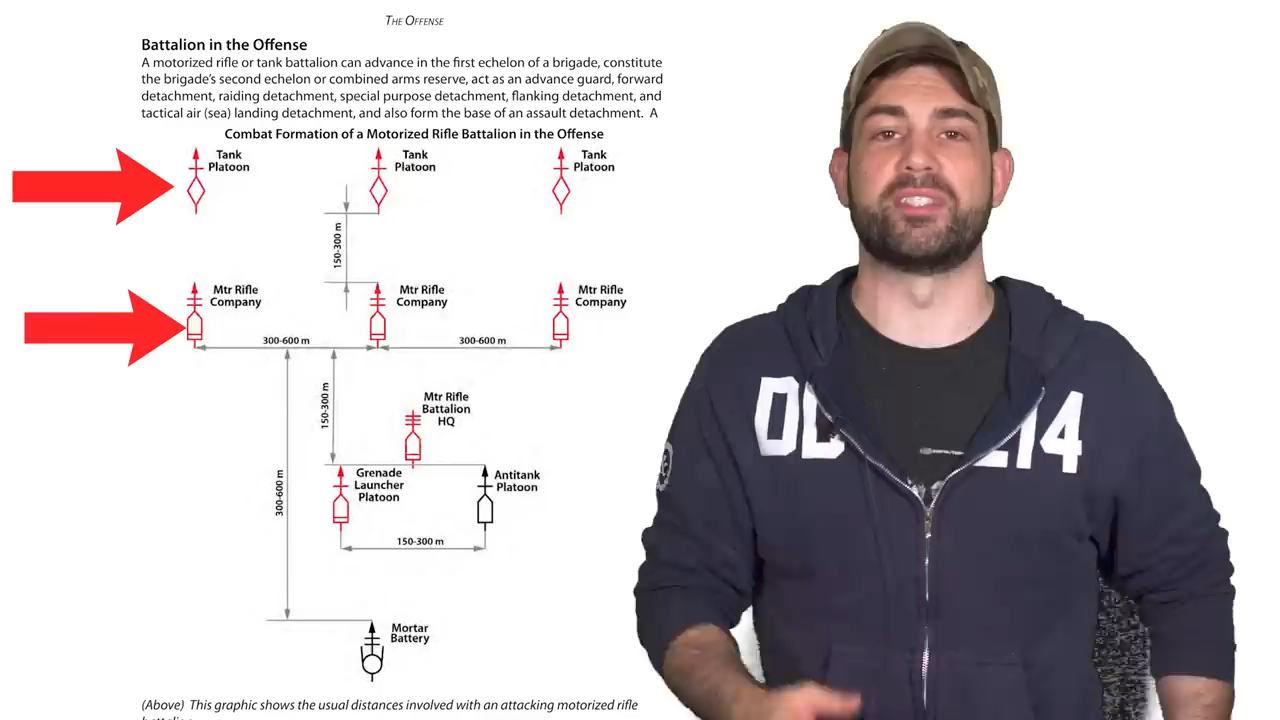 THE OFFENSE
Battalion in the Offense
A motorized rifle or tank battalion can advance in the first echelon of a brigade, constitute
the brigade's second echelon or combined arms reserve, act as an advance guard, forward
detachment, raiding detachment, special purpose detachment, flanking detachment, and
tactical air (sea) landing detachment, and also form the base of an assault detachment. A
Combat Formation of a Motorized Rifle Battalion in the Offense
Tank
Platoon
Tank
Platoon
Tank
Platoon
150-300 m
Mtr Rifle
Company
Mtr Rifle
Company
Mtr Rifle
Company
300-600 m
300-600 m
150-300 m
Mtr Rifle
Battalion
HQ
300-600 m
Grenade
Launcher
Platoon
Antitank
Platoon
150-300 m
Mortar
Battery
(Above) This graphic shows the usual distances involved with an attacking motorized rifle
14